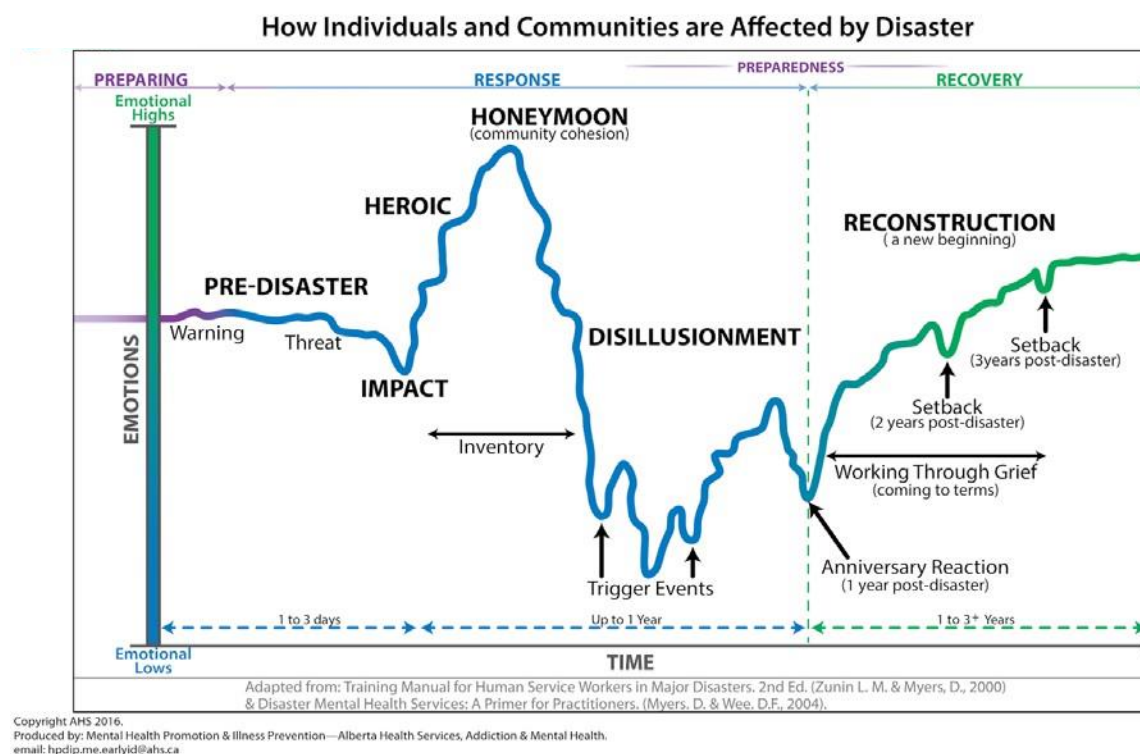 How Individuals and Communities are Affected by Disaster
PREPARING
RESPONSE
PREPAREDNESS
RECOVERY
Emotional
Highs
HONEYMOON
(community cohesion)
HEROIC
PRE-DISASTER
Warning
Threat
IMPACT
Inventory
DISILLUSIONMENT
Trigger Events
RECONSTRUCTION
( a new beginning)
Setback
(3years post-disaster)
Setback
(2 years post-disaster)
Working Through Grief
(coming to terms)
Anniversary Reaction
(1 year post-disaster)
EMOTIONS
1 to 3 days
Up to 1 Year
1 to 3+ Years
Emotional
Lows
TIME
Adapted from: Training Manual for Human Service Workers in Major Disasters. 2nd Ed. (Zunin L. M. & Myers, D., 2000)
& Disaster Mental Health Services: A Primer for Practitioners. (Myers. D. & Wee. D.F., 2004).
Copyright AHS 2016.
Produced by: Mental Health Promotion & Illness Prevention—Alberta Health Services, Addiction & Mental Health.
email: hpdip.me.earlyid@ahs.ca